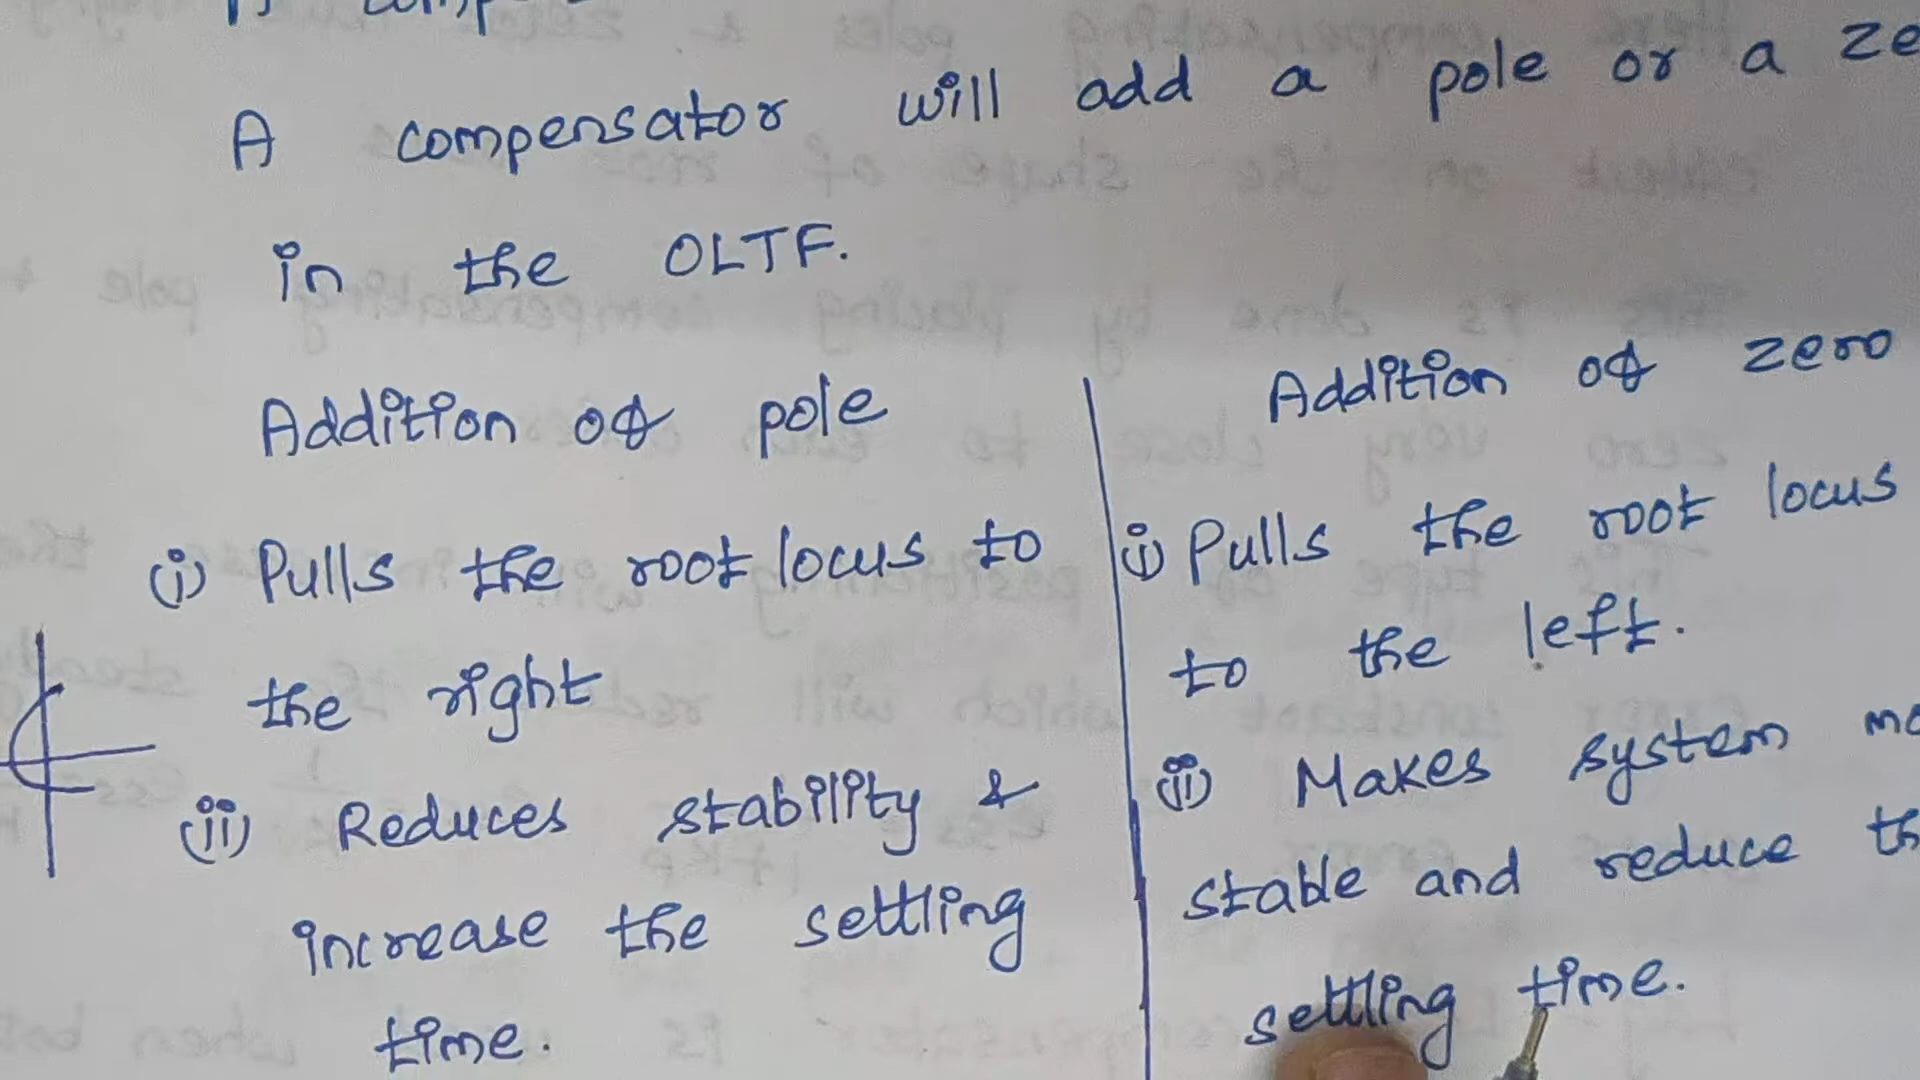 A compensator will add a pole or a
in the OLTF.
Addition of pole
(i) Pulls the root locus to
the right
(ii) Reduces stability &
increase the settling
time.
Addition of zero
(i) Pulls the root locus
to the left.
(ii) Makes system
stable and reduce
settling time.